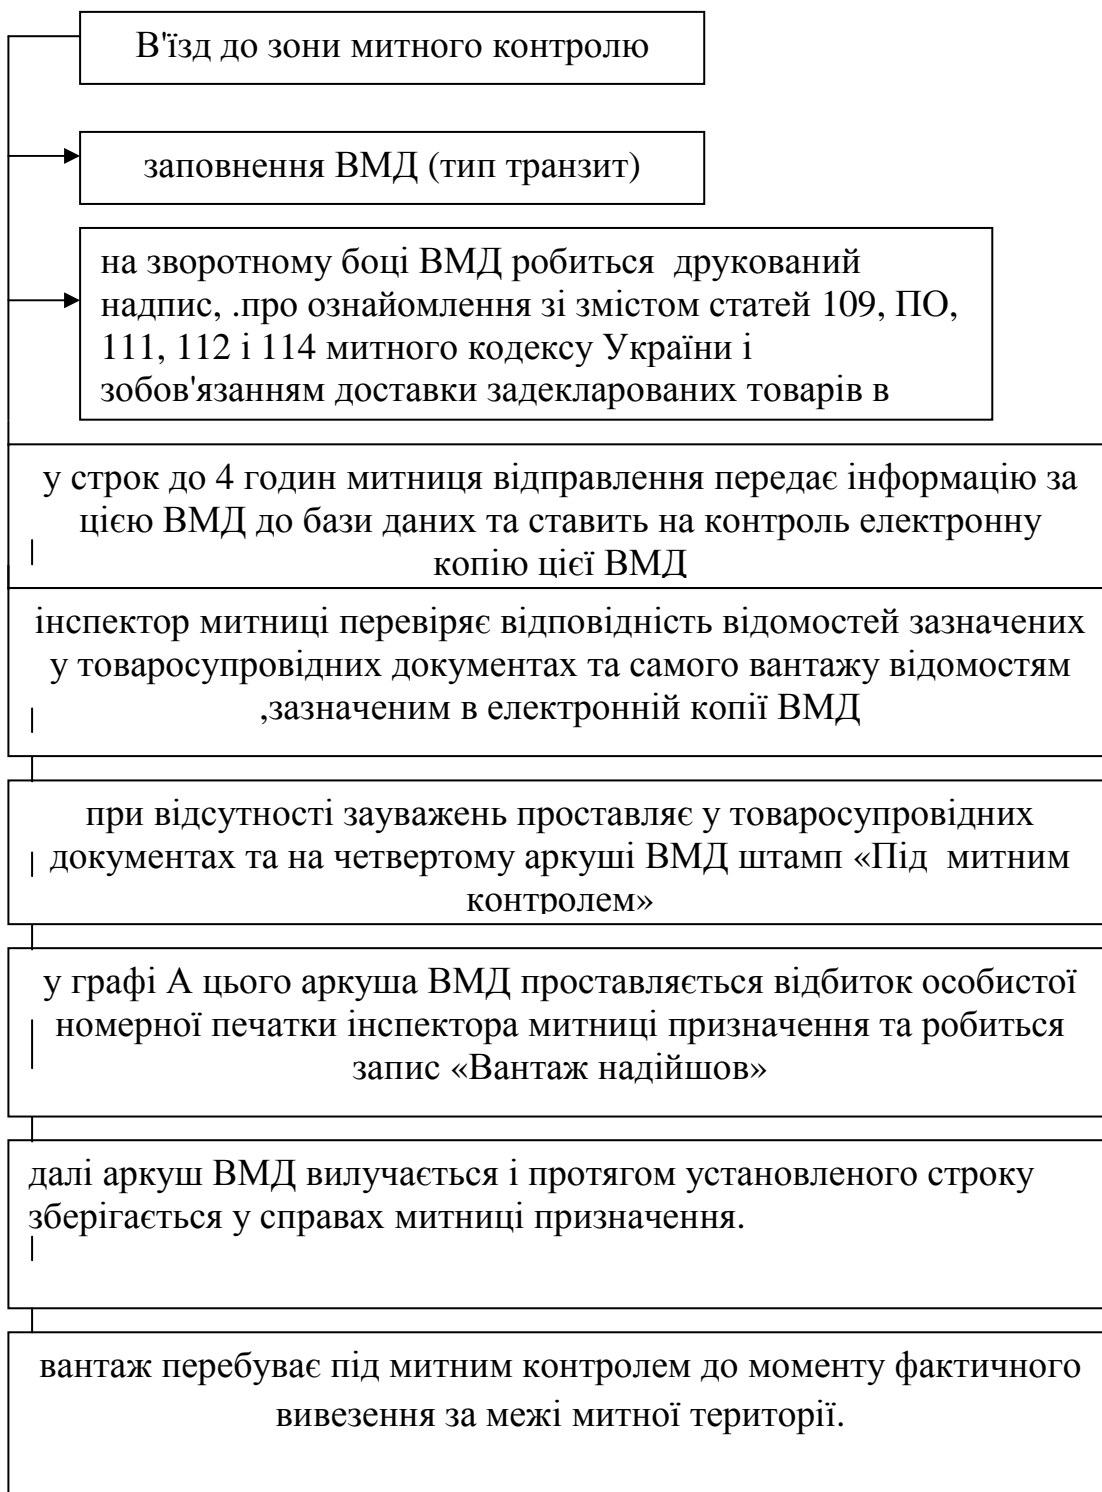 В'їзд до зони митного контролю
заповнення ВМД (тип транзит)
на зворотному боці ВМД робиться друкований
надпис, .про ознайомлення зі змістом статей 109, ПО,
111, 112 і 114 митного кодексу України і
зобов'язанням доставки задекларованих товарів в
у строк до 4 годин митниця відправлення передає інформацію за
цією ВМД до бази даних та ставить на контроль електронну
копію цієї ВМД
інспектор митниці перевіряє відповідність відомостей зазначених
у товаросупровідних документах та самого вантажу відомостям
,зазначеним в електронній копії ВМД
при відсутності зауважень проставляє у товаросупровідних
документах та на четвертому аркуші ВМД штамп «Під митним
контролем»
у графі А цього аркуша ВМД проставляється відбиток особистої
номерної печатки інспектора митниці призначення та робиться
запис «Вантаж надійшов»
далі аркуш ВМД вилучається і протягом установленого строку
зберігається у справах митниці призначення.
вантаж перебуває під митним контролем до моменту фактичного
вивезення за межі митної території.